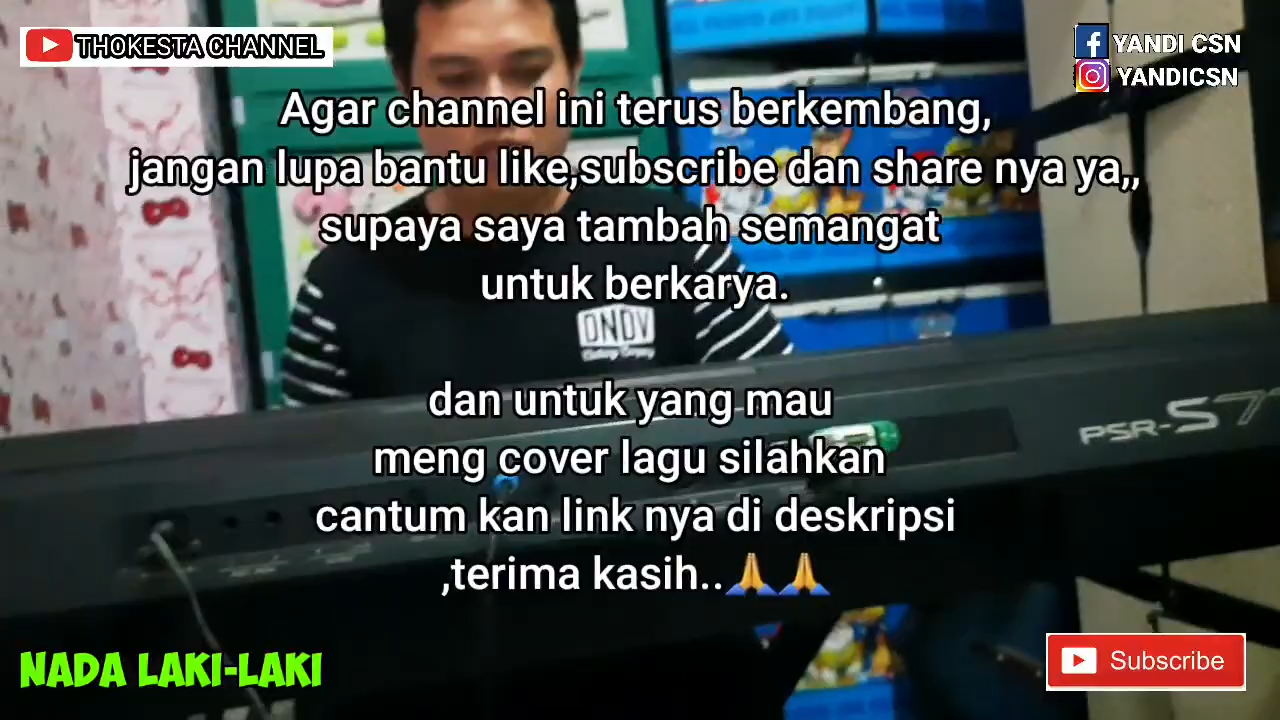 THOKESTA CHANNEL
YANDI CSN
YANDICSN
Agar channel ini terus berkembang,
jangan lupa bantu like,subscribe dan share nya ya,,
supaya saya tambah semangat
untuk berkarya.
DNDV
dan untuk yang mau
meng cover lagu silahkan
cantum kan link nya di deskripsi
,terima kasih..🙏🙏
PSR-S7
NADA LAKI-LAKI
Subscribe